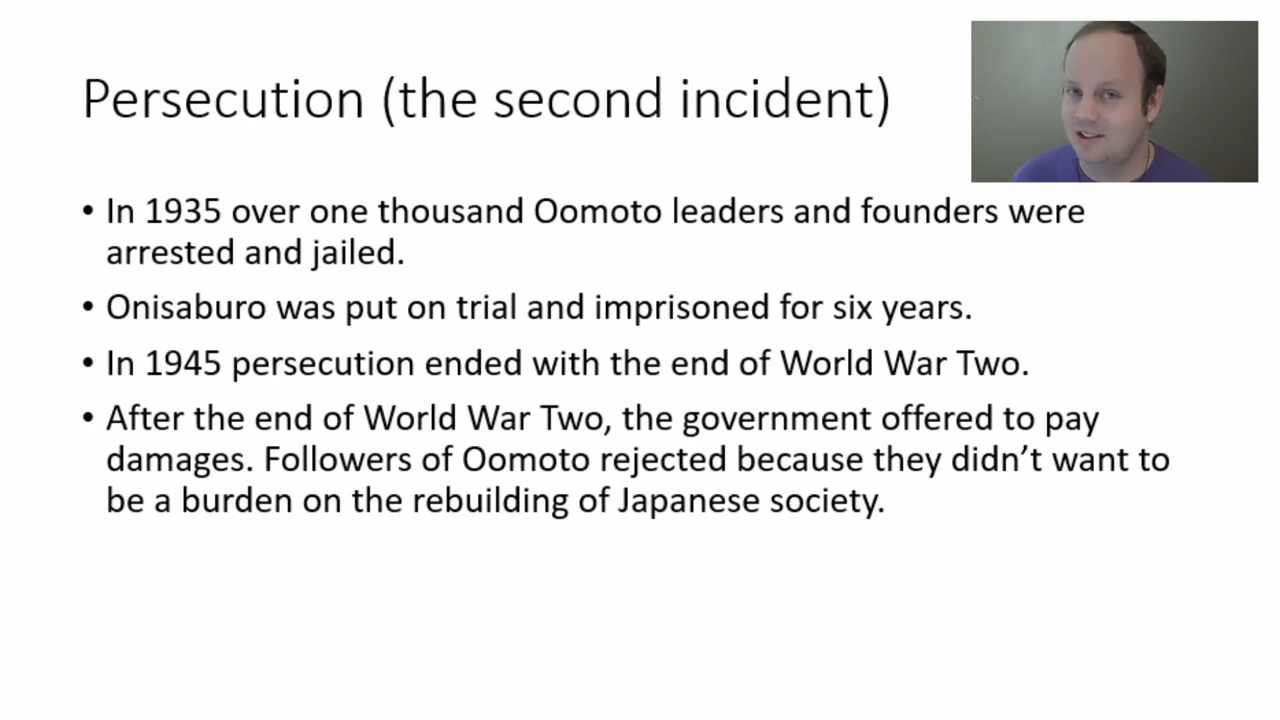 Persecution (the second incident)
• In 1935 over one thousand Oomoto leaders and founders were
arrested and jailed.
• Onisaburo was put on trial and imprisoned for six years.
• In 1945 persecution ended with the end of World War Two.
• After the end of World War Two, the government offered to pay
damages. Followers of Oomoto rejected because they didn’t want to
be a burden on the rebuilding of Japanese society.